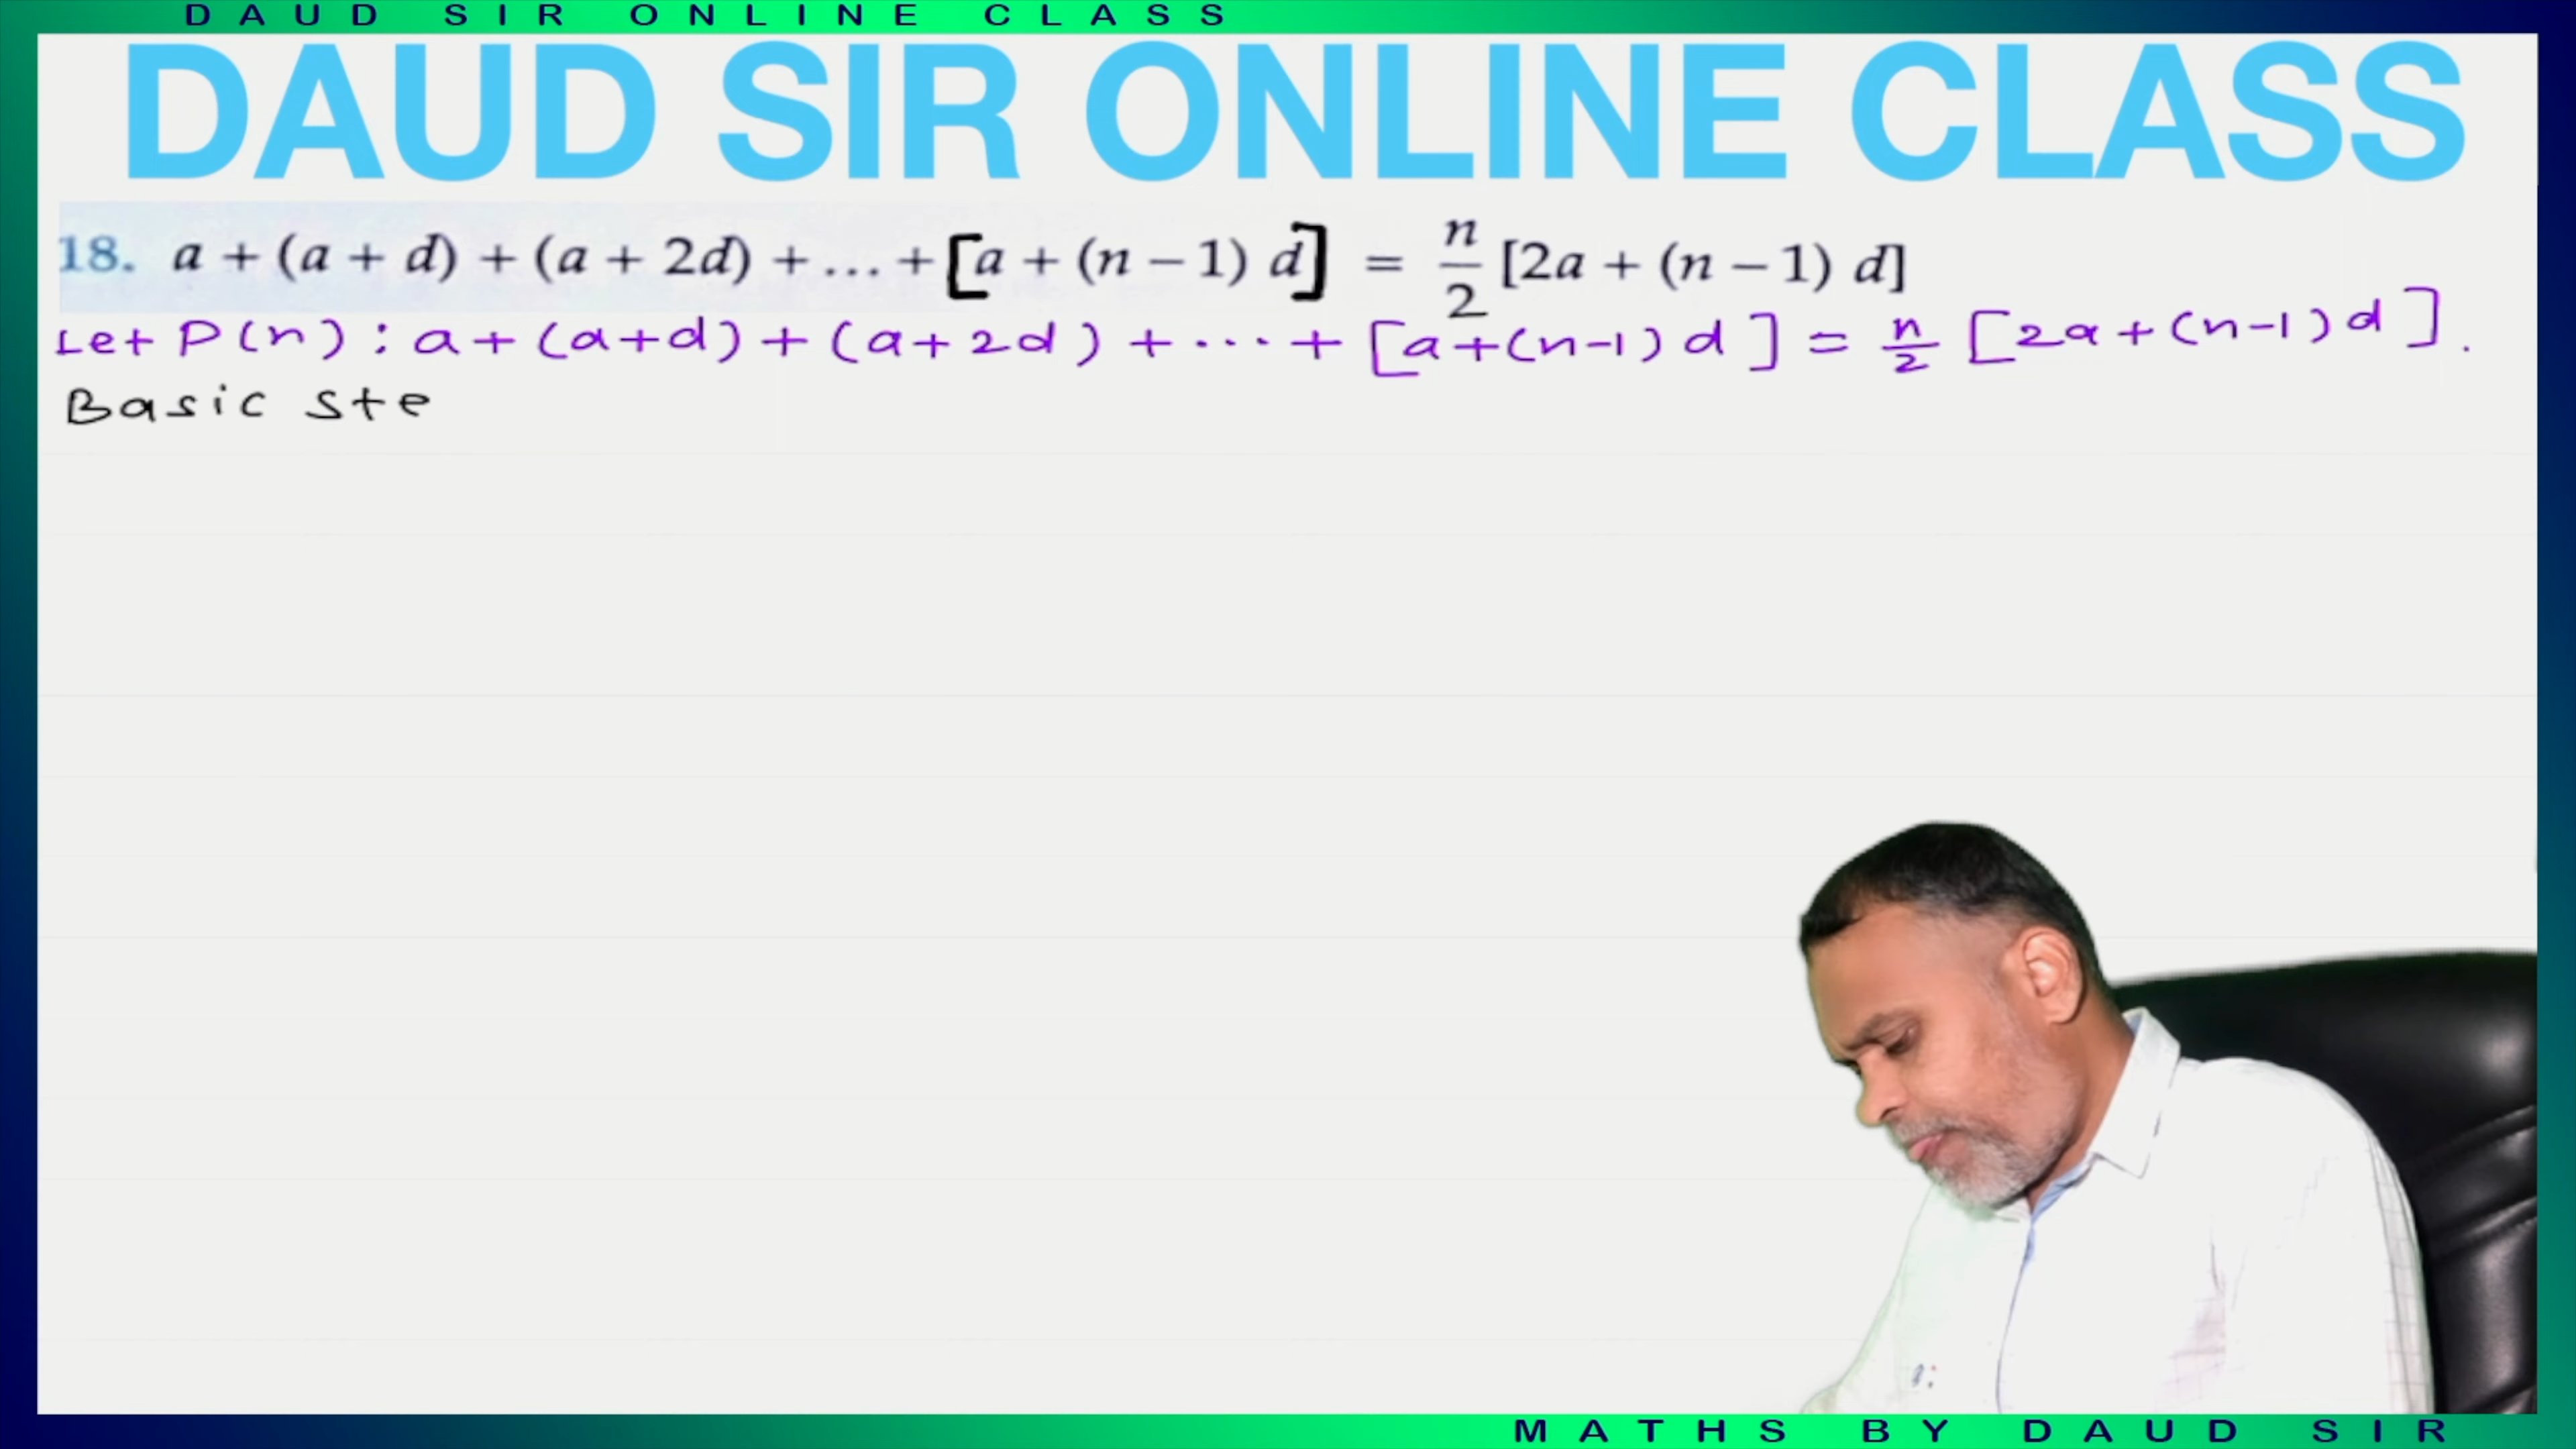 DAUD SIR ONLINE CLASS
DAUD SIR ONLINE CLASS
18. a + (a + d) + (a + 2d) + ... + [a + (n − 1) d] = n/2 [2a + (n − 1) d]
Let P(n) : a + (a+d) + (a+2d) + ... + [a+(n-1)d] = n/2 [2a+(n-1)d].
Basic ste
MATHS BY DAUD SIR